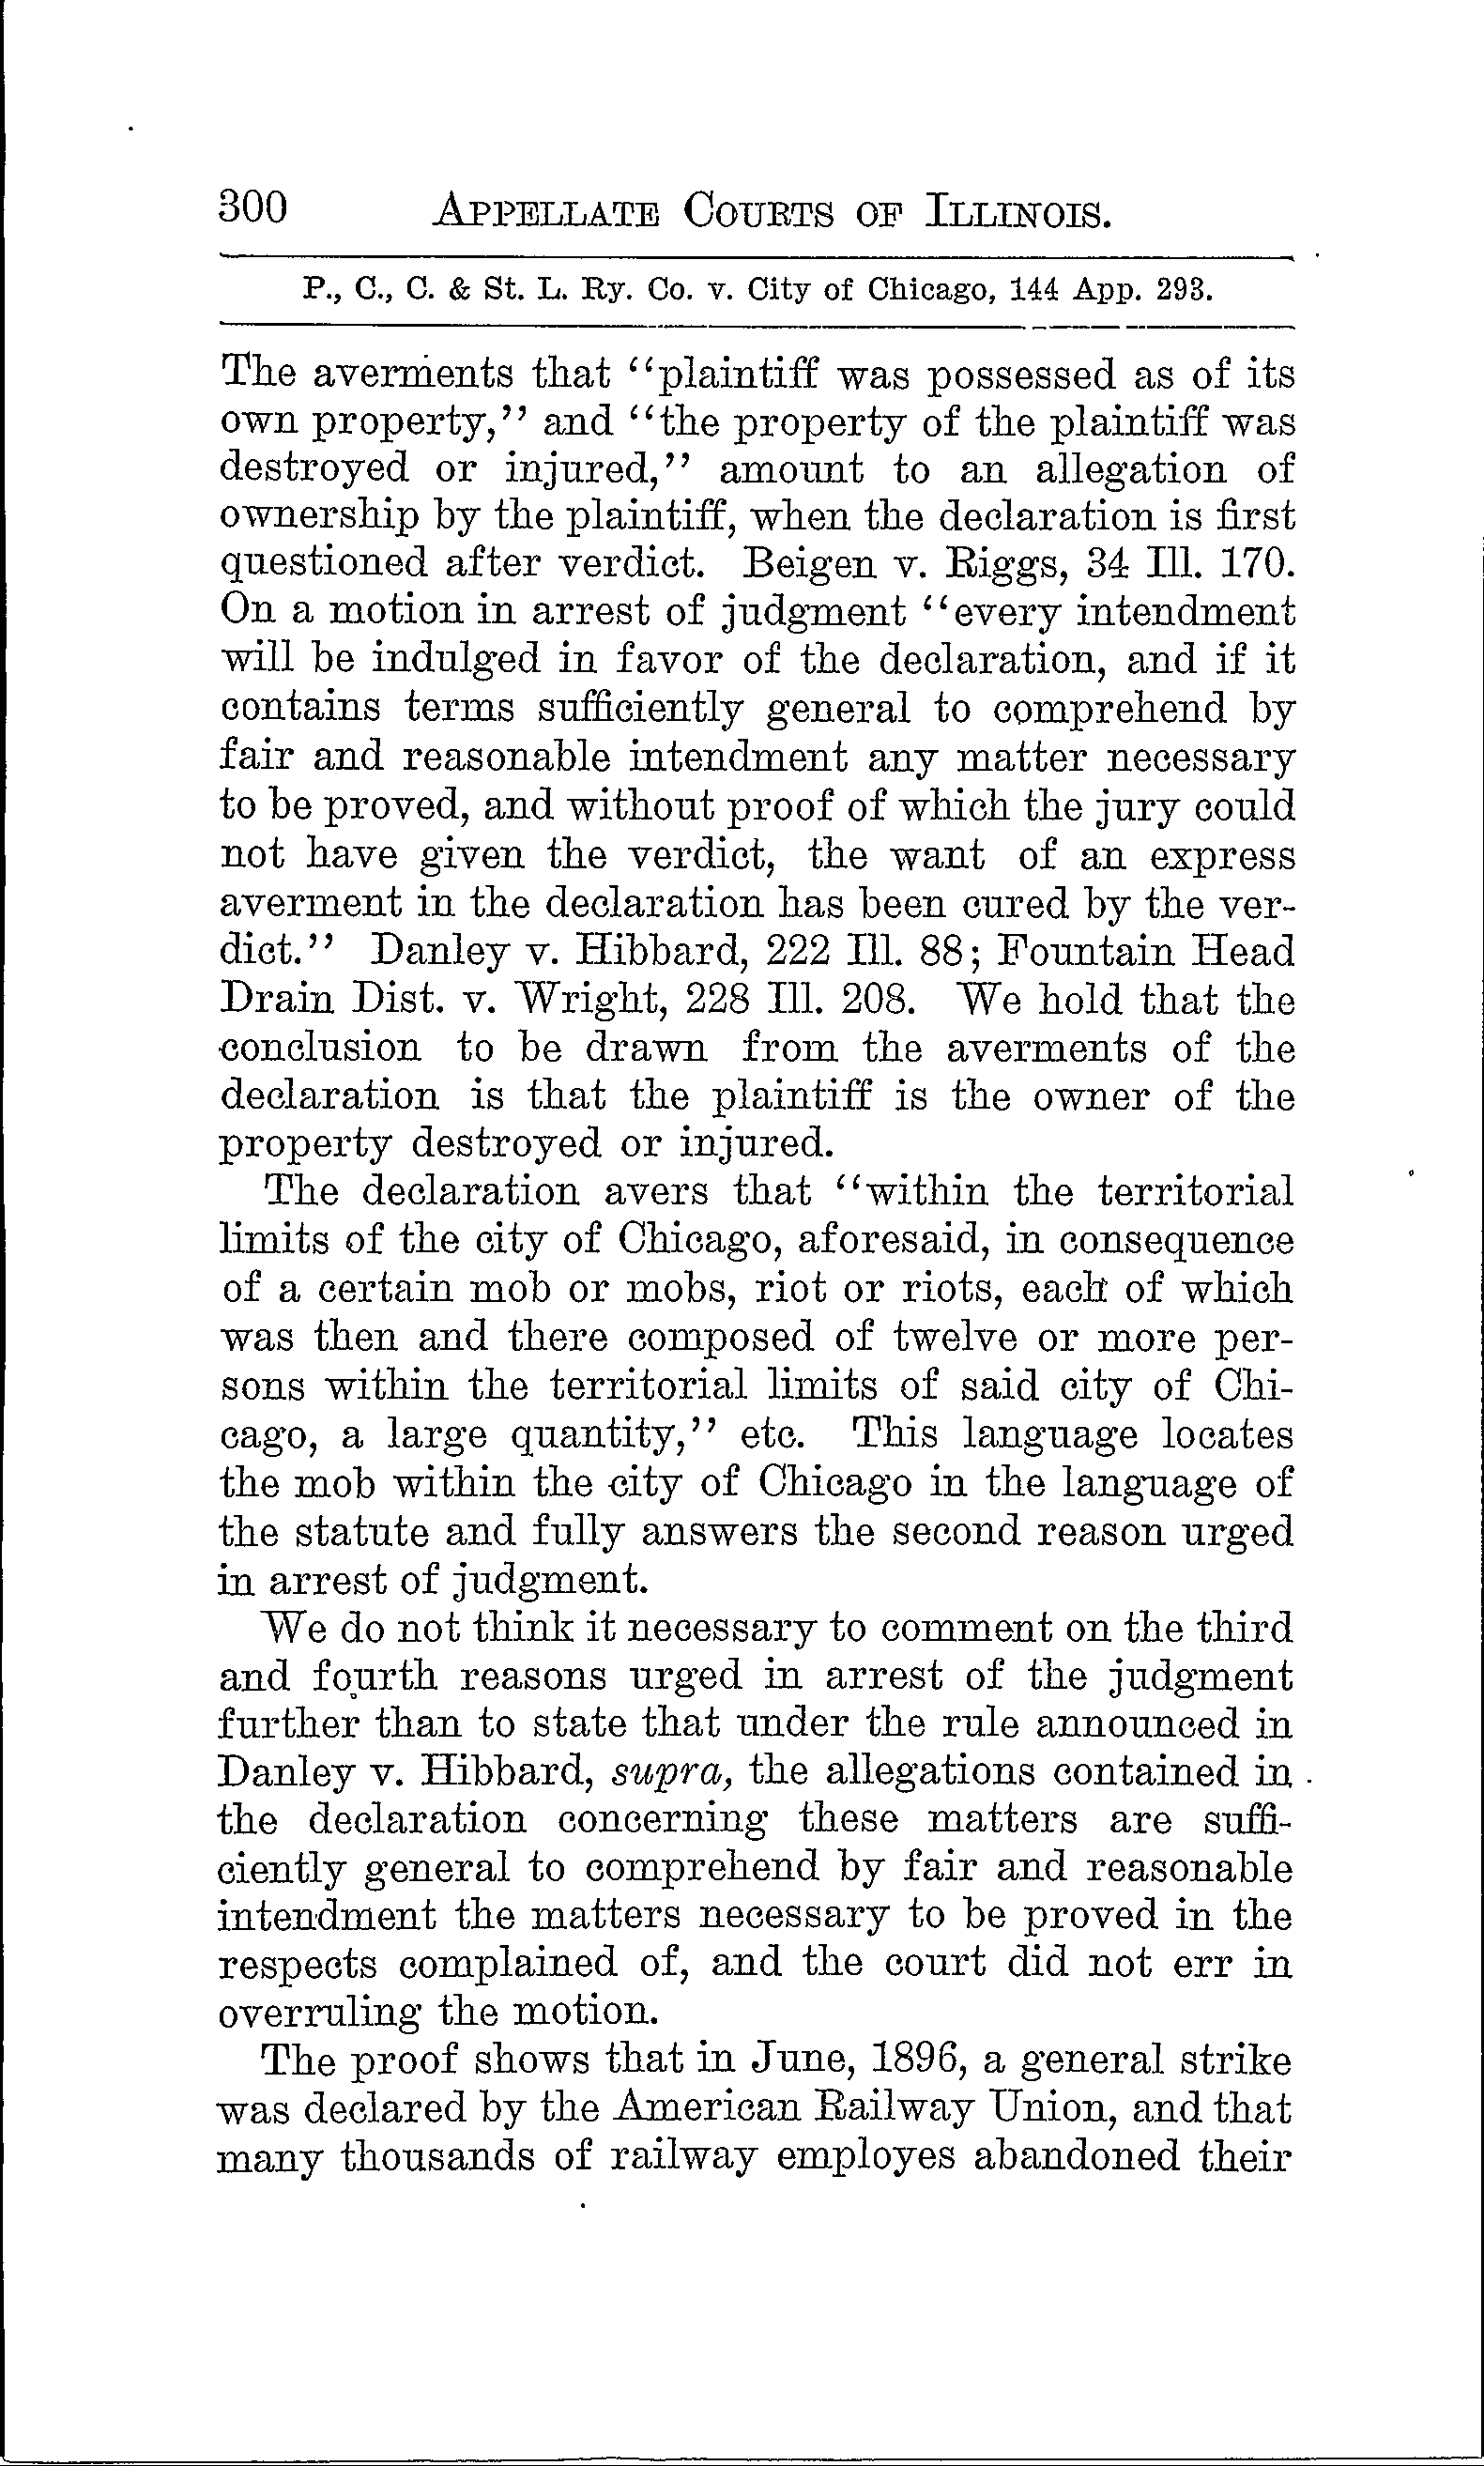 300 APPELLATE COURTS OF ILLINOIS.
P., C., C. & St. L. Ry. Co. v. City of Chicago, 144 App. 293.
The averments that "plaintiff was possessed as of its
own property," and "the property of the plaintiff was
destroyed or injured," amount to an allegation of
ownership by the plaintiff, when the declaration is first
questioned after verdict. Beigen v. Riggs, 34 Ill. 170.
On a motion in arrest of judgment "every intendment
will be indulged in favor of the declaration, and if it
contains terms sufficiently general to comprehend by
fair and reasonable intendment any matter necessary
to be proved, and without proof of which the jury could
not have given the verdict, the want of an express
averment in the declaration has been cured by the ver-
dict." Danley v. Hibbard, 222 Ill. 88; Fountain Head
Drain Dist. v. Wright, 228 Ill. 208. We hold that the
conclusion to be drawn from the averments of the
declaration is that the plaintiff is the owner of the
property destroyed or injured.
The declaration avers that "within the territorial
limits of the city of Chicago, aforesaid, in consequence
of a certain mob or mobs, riot or riots, each of which
was then and there composed of twelve or more per-
sons within the territorial limits of said city of Chi-
cago, a large quantity," etc. This language locates
the mob within the city of Chicago in the language of
the statute and fully answers the second reason urged
in arrest of judgment.
We do not think it necessary to comment on the third
and fourth reasons urged in arrest of the judgment
further than to state that under the rule announced in
Danley v. Hibbard, supra, the allegations contained in
the declaration concerning these matters are suffi-
ciently general to comprehend by fair and reasonable
intendment the matters necessary to be proved in the
respects complained of, and the court did not err in
overruling the motion.
The proof shows that in June, 1896, a general strike
was declared by the American Railway Union, and that
many thousands of railway employes abandoned their